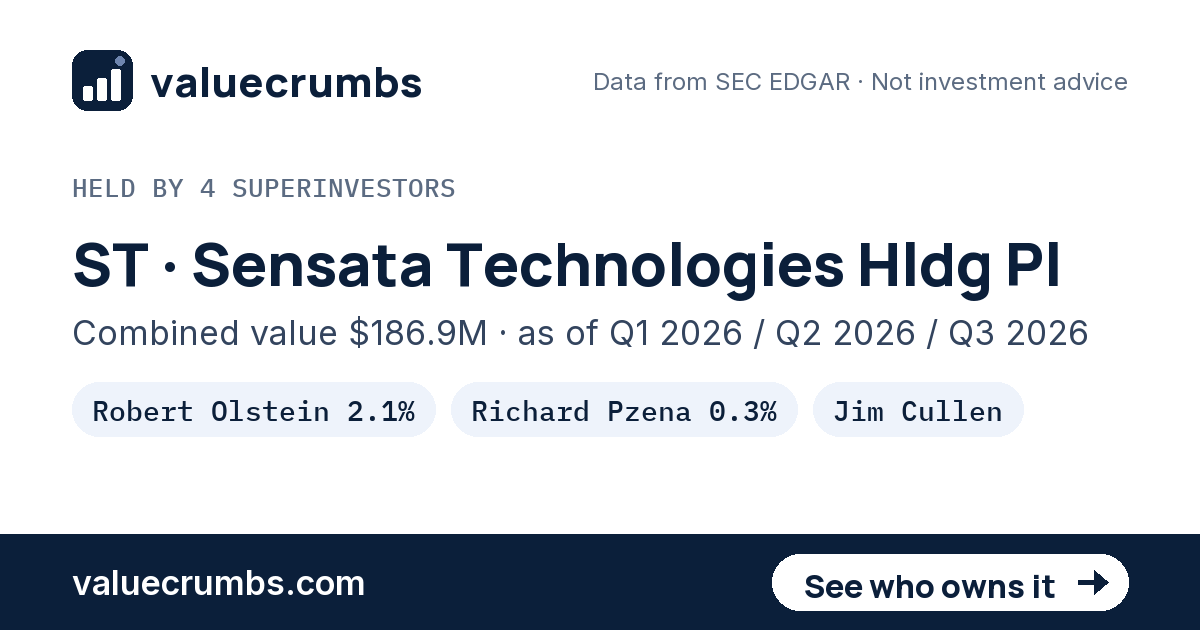 valuecrumbs
Data from SEC EDGAR · Not investment advice
HELD BY 4 SUPERINVESTORS
ST · Sensata Technologies Hldg Pl
Combined value $186.9M · as of Q1 2026 / Q2 2026 / Q3 2026
Robert Olstein 2.1%
Richard Pzena 0.3%
Jim Cullen
valuecrumbs.com
See who owns it →